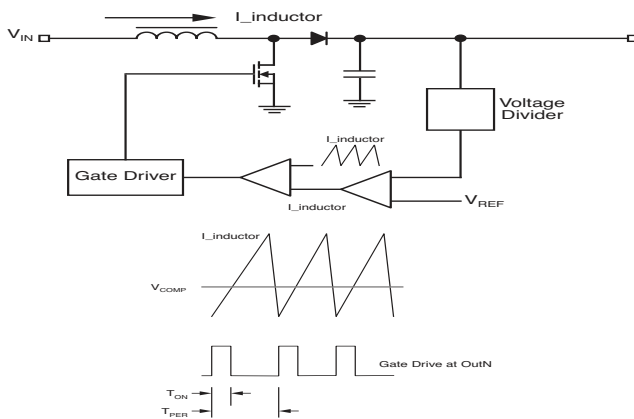 I_inductor
V_IN
Voltage
Divider
I_inductor
Gate Driver
I_inductor
V_REF
I_inductor
V_COMP
Gate Drive at OutN
T_ON
T_PER